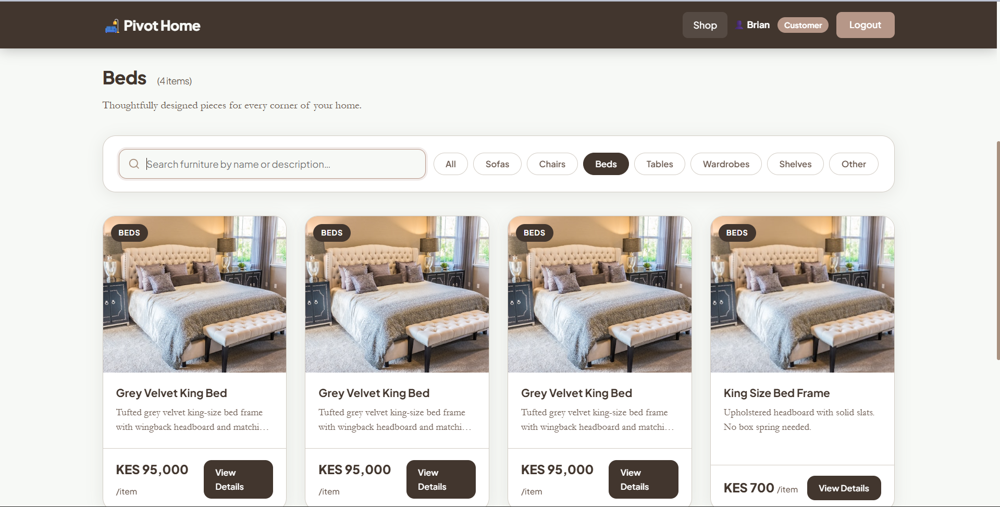 Pivot Home
Shop
Brian
Customer
Logout
Beds (4 items)
Thoughtfully designed pieces for every corner of your home.
Search furniture by name or description...
All
Sofas
Chairs
Beds
Tables
Wardrobes
Shelves
Other
BEDS
Grey Velvet King Bed
Tufted grey velvet king-size bed frame
with wingback headboard and matchi...
KES 95,000
/item
View
Details
BEDS
Grey Velvet King Bed
Tufted grey velvet king-size bed frame
with wingback headboard and matchi...
KES 95,000
/item
View
Details
BEDS
Grey Velvet King Bed
Tufted grey velvet king-size bed frame
with wingback headboard and matchi...
KES 95,000
/item
View
Details
BEDS
King Size Bed Frame
Upholstered headboard with solid slats.
No box spring needed.
KES 700 /item
View Details